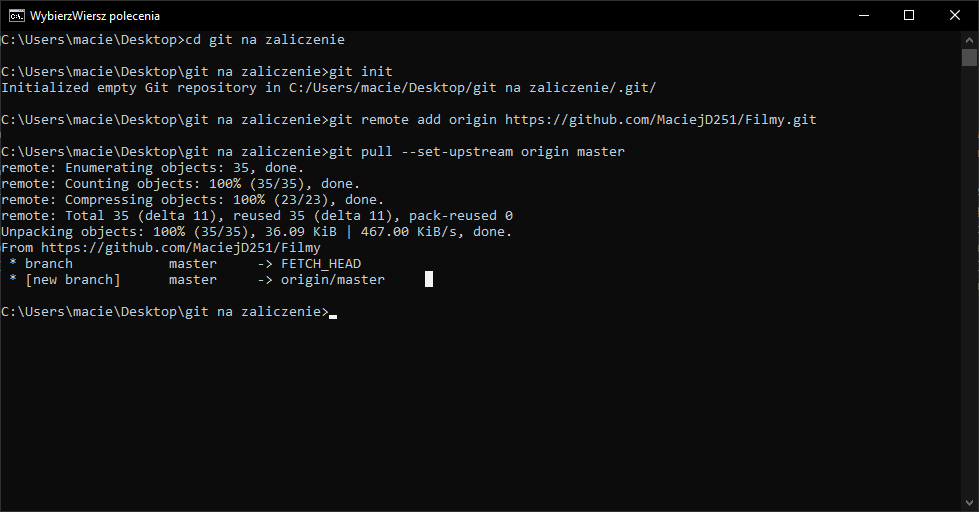 WybierzWiersz polecenia
C:\Users\macie\Desktop>cd git na zaliczenie
C:\Users\macie\Desktop\git na zaliczenie>git init
Initialized empty Git repository in C:/Users/macie/Desktop/git na zaliczenie/.git/
C:\Users\macie\Desktop\git na zaliczenie>git remote add origin https://github.com/MaciejD251/Filmy.git
C:\Users\macie\Desktop\git na zaliczenie>git pull --set-upstream origin master
remote: Enumerating objects: 35, done.
remote: Counting objects: 100% (35/35), done.
remote: Compressing objects: 100% (23/23), done.
remote: Total 35 (delta 11), reused 35 (delta 11), pack-reused 0
Unpacking objects: 100% (35/35), 36.09 KiB | 467.00 KiB/s, done.
From https://github.com/MaciejD251/Filmy
 * branch            master     -> FETCH_HEAD
 * [new branch]      master     -> origin/master
C:\Users\macie\Desktop\git na zaliczenie>